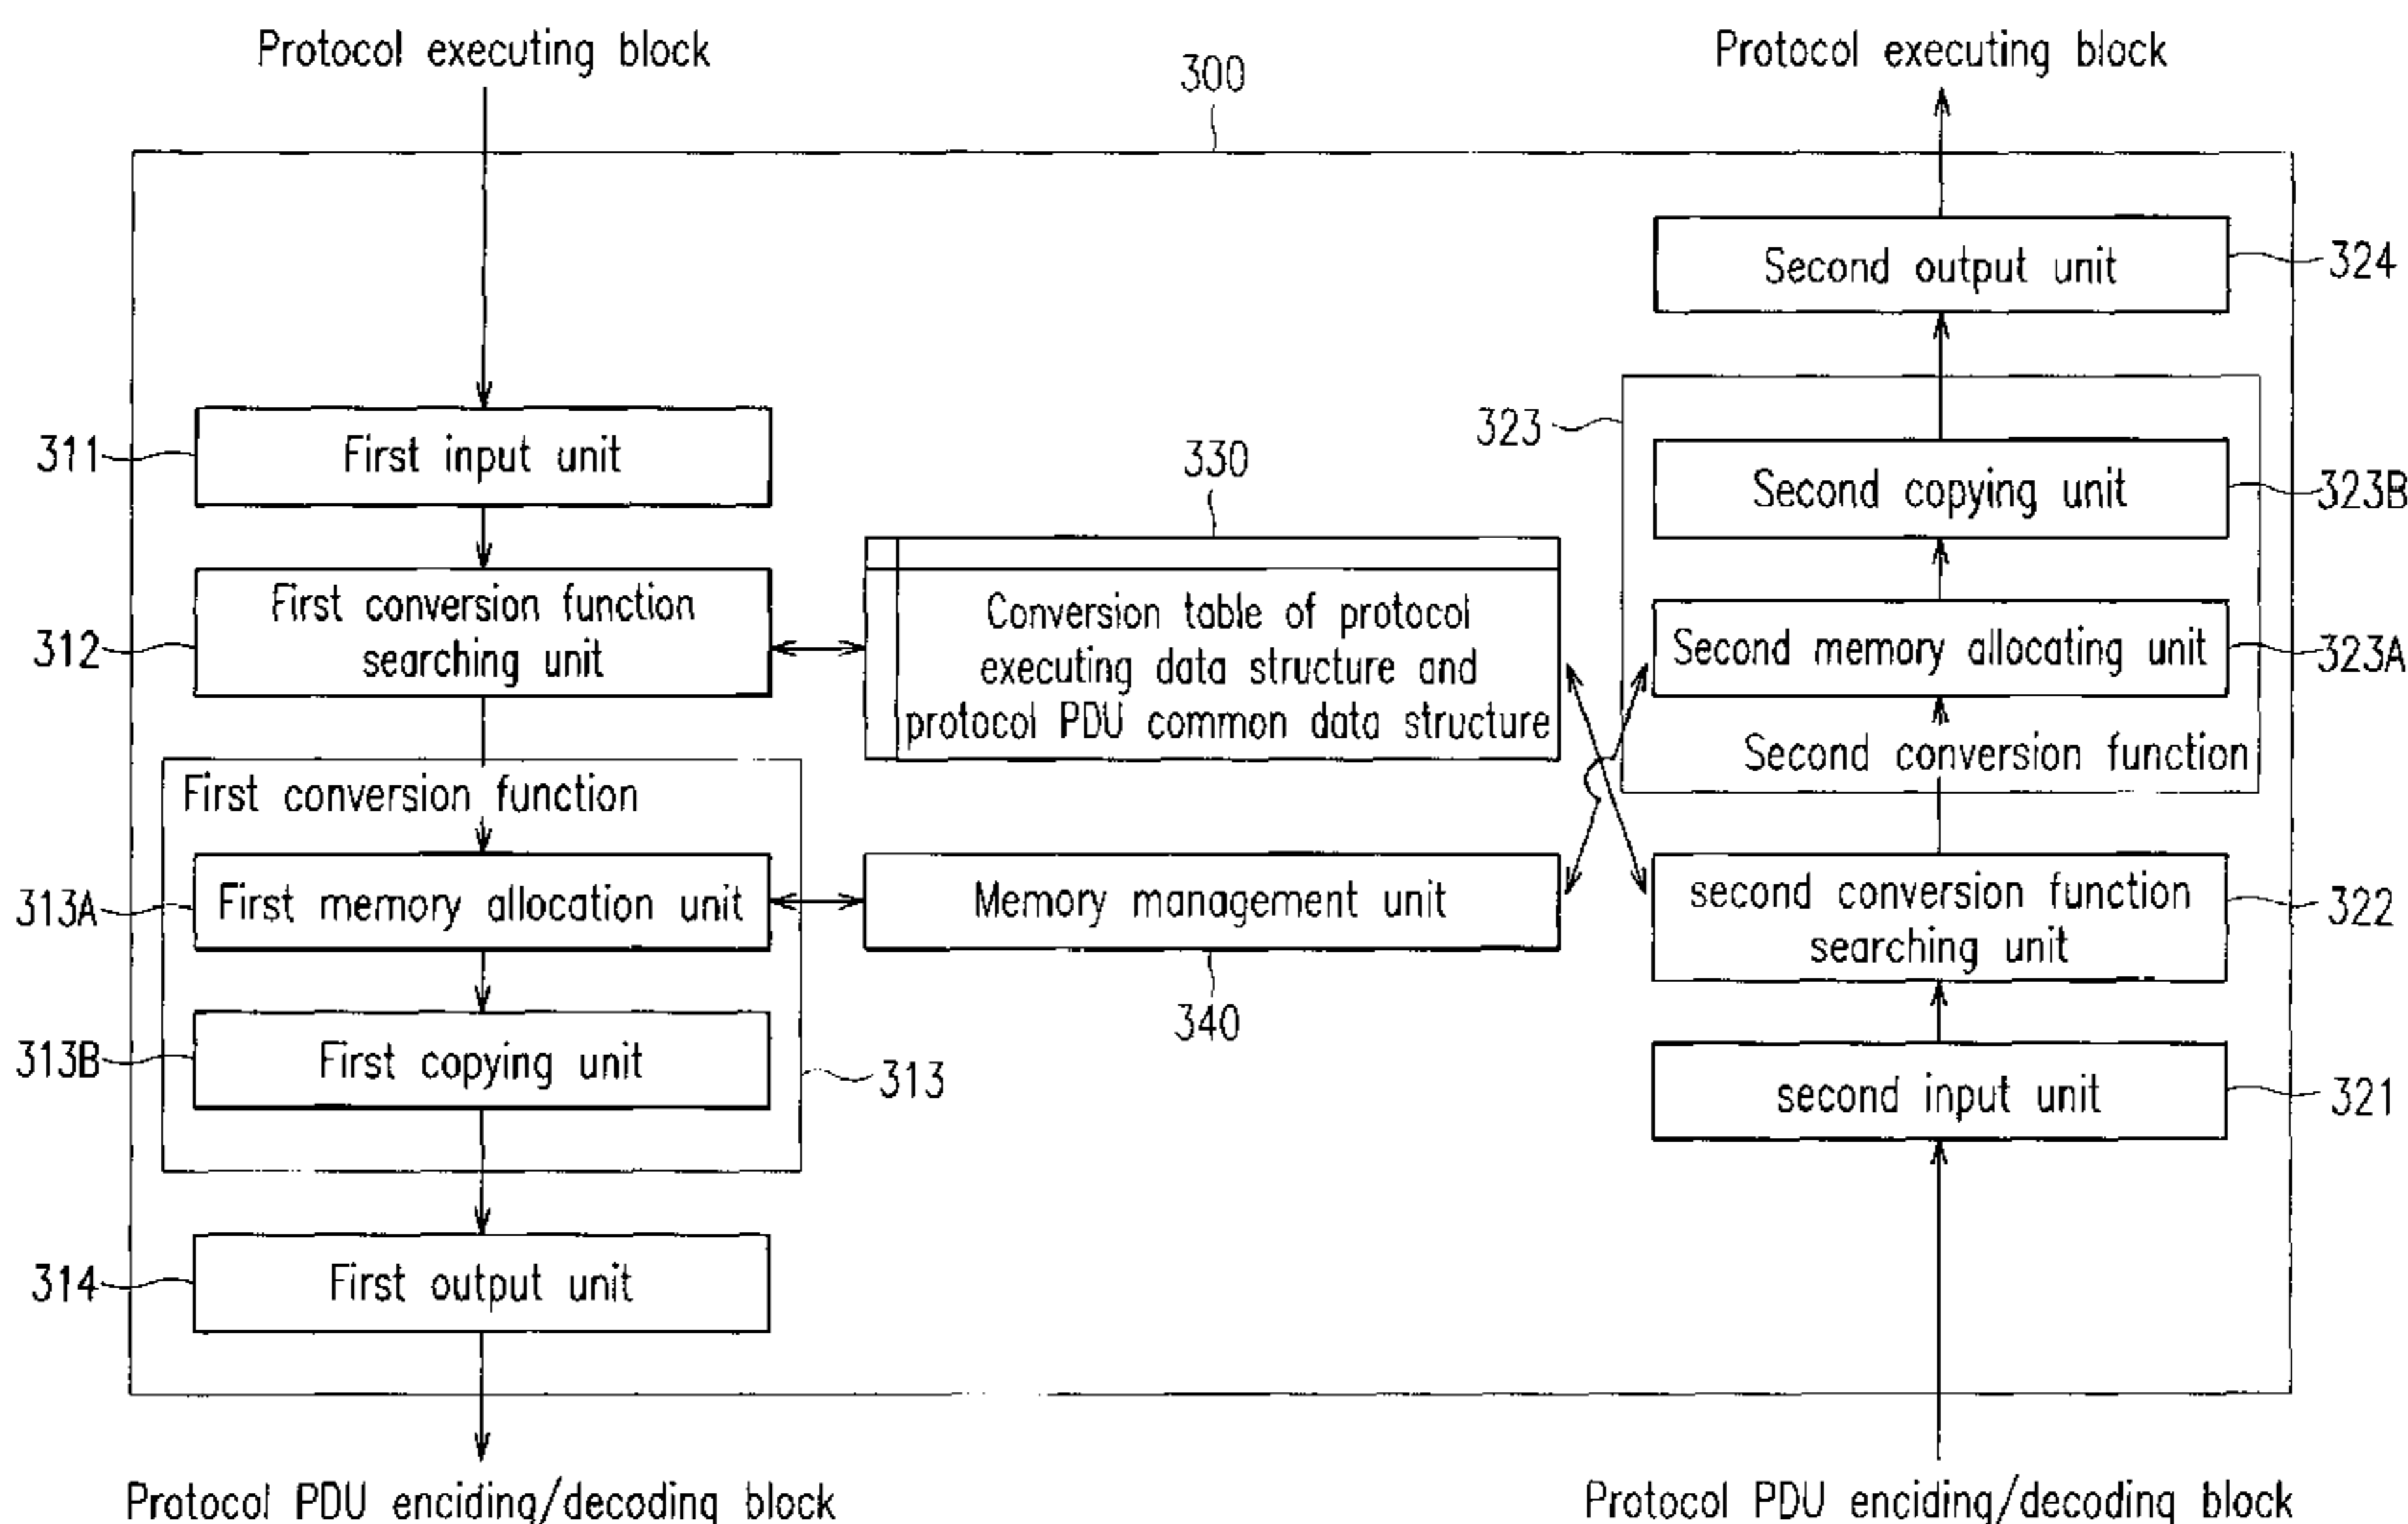 Protocol executing block
Protocol executing block
300
Second output unit
324
311
First input unit
323
Second copying unit
323B
330
312
First conversion function
searching unit
Conversion table of protocol
executing data structure and
protocol PDU common data structure
Second memory allocating unit
323A
Second conversion function
First conversion function
313A
First memory allocation unit
Memory management unit
340
second conversion function
searching unit
322
313B
First copying unit
313
second input unit
321
314
First output unit
Protocol PDU enciding/decoding block
Protocol PDU enciding/decoding block